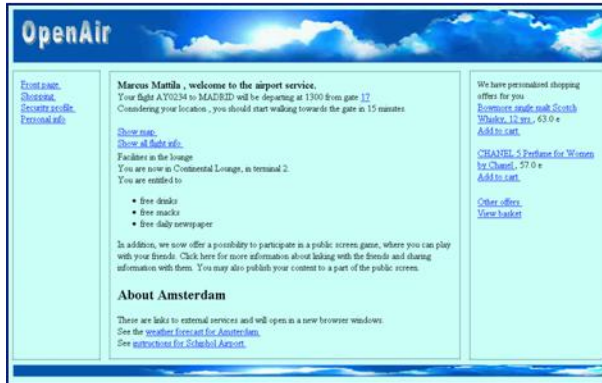 OpenAir
Front page
Shopping
Security profile
Personal info
Marcus Mattila , welcome to the airport service.
Your flight AY0234 to MADRID will be departing at 1300 from gate 17
Considering your location , you should start walking towards the gate in 15 minutes
Show map
Show all flight info
Facilities in the lounge
You are now in Continental Lounge, in terminal 2.
You are entitled to
free drinks
free snacks
free daily newspaper
In addition, we now offer a possibility to participate in a public screen game, where you can play
with your friends. Click here for more information about linking with the friends and sharing
information with them. You may also publish your content to a part of the public screen.
About Amsterdam
These are links to external services and will open in a new browser windows.
See the weather forecast for Amsterdam
See instructions for Schiphol Airport
We have personalised shopping
offers for you
Bowmore single malt Scotch
Whisky, 12 yrs , 63.0 e
Add to cart
CHANEL 5 Perfume for Women
by Chanel , 57.0 e
Add to cart
Other offers
View basket